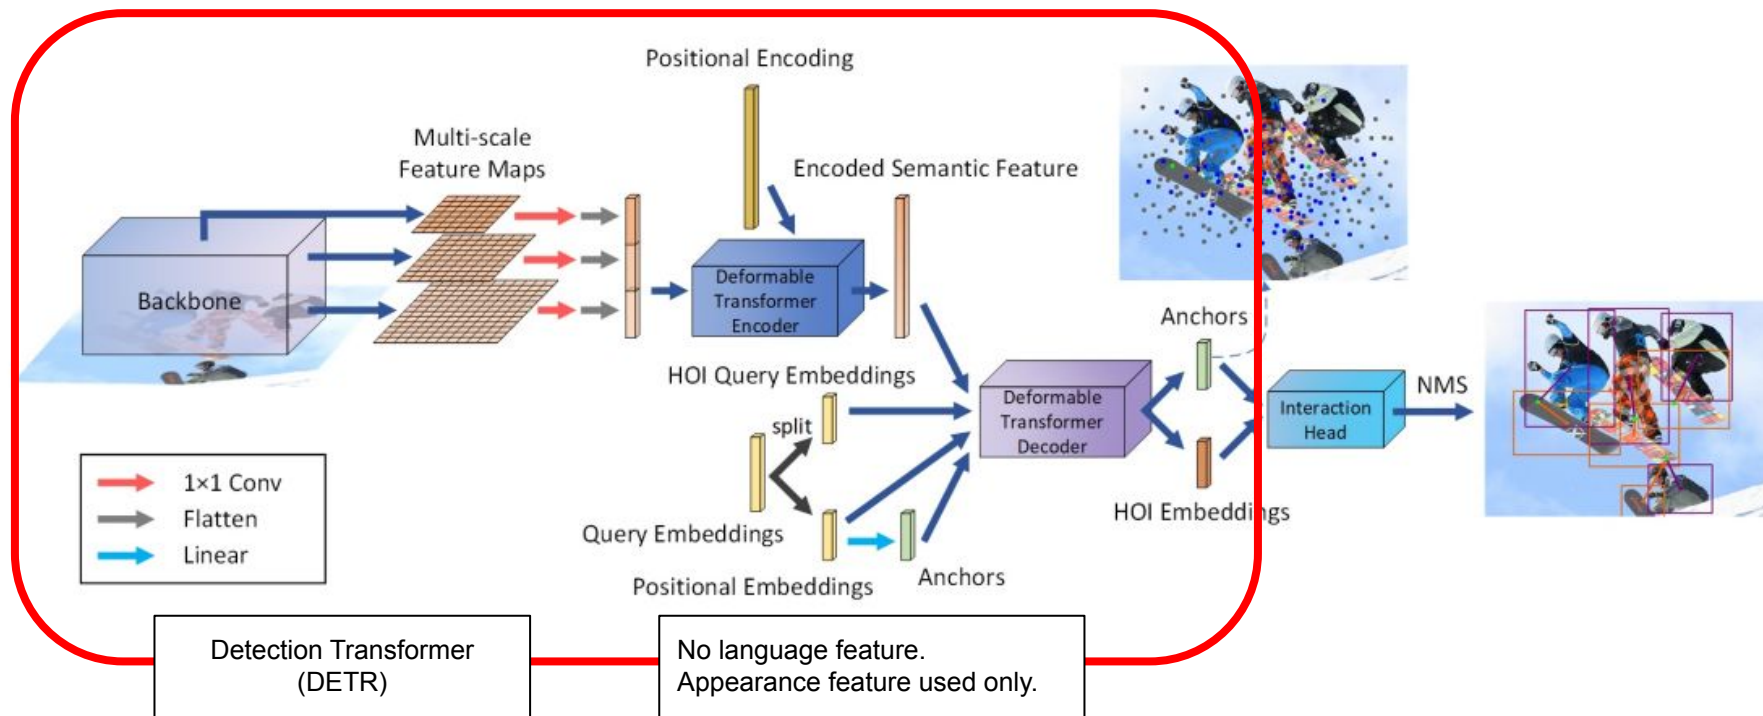 Positional Encoding
Multi-scale
Feature Maps
Encoded Semantic Feature
Backbone
Deformable
Transformer
Encoder
Anchors
HOI Query Embeddings
split
Deformable
Transformer
Decoder
Interaction
Head
NMS
1×1 Conv
Flatten
Linear
Query Embeddings
HOI Embeddings
Positional Embeddings
Anchors
Detection Transformer
(DETR)
No language feature.
Appearance feature used only.